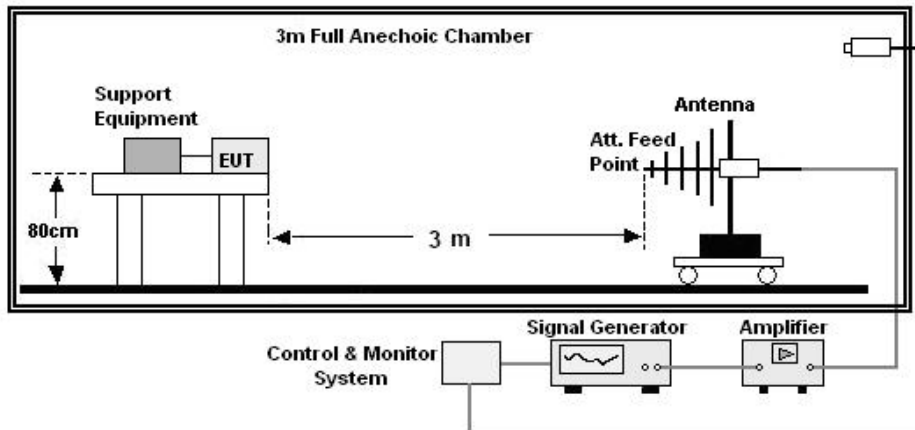 3m Full Anechoic Chamber
Support
Equipment
EUT
80cm
3 m
Antenna
Att. Feed
Point
Signal Generator
Amplifier
Control & Monitor
System